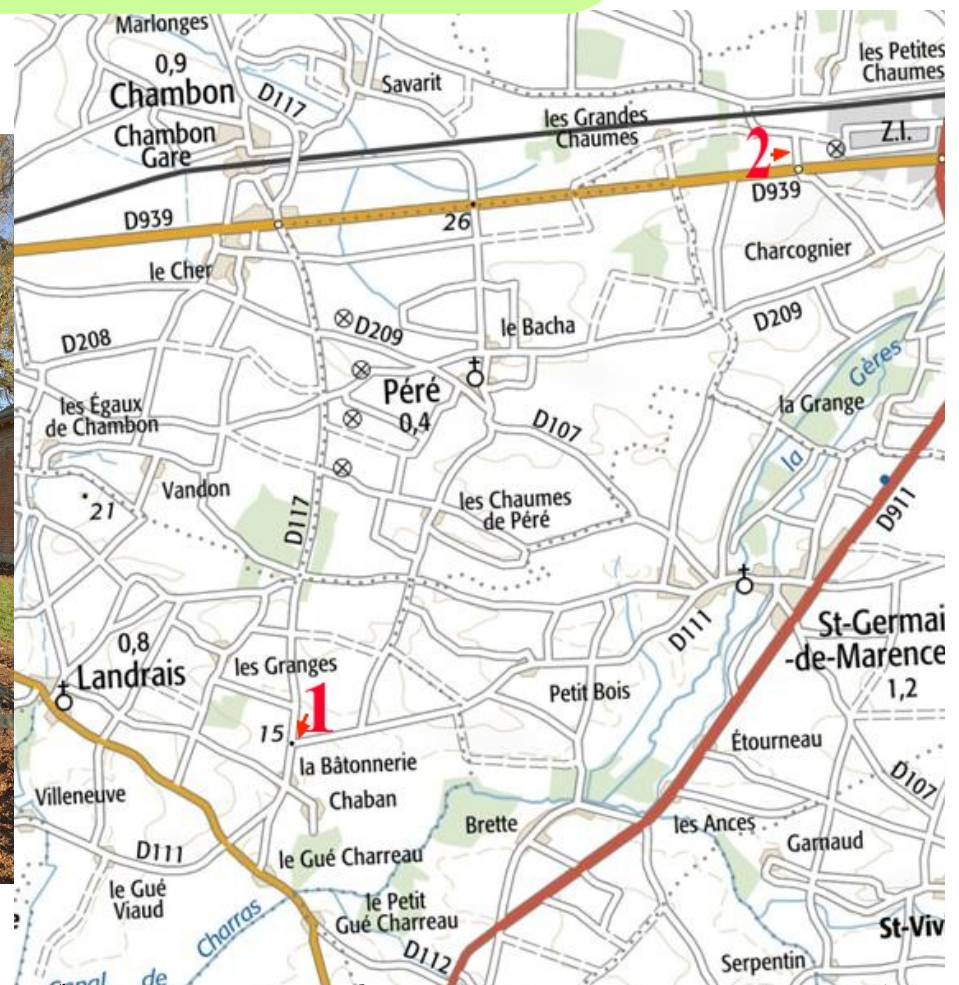 Marlonges
les Petites
Chaumes
0,9
Chambon
D117
Savarit
les Grandes
Chaumes
2
Z.I.
Chambon
Gare
D939
D939
26
Charcognier
le Cher
D208
D209
le Bacha
D209
Gères
la
Péré
0,4
les Égaux
de Chambon
la Grange
D107
21
Vandon
D117
les Chaumes
de Péré
D911
0,8
Landrais
les Granges
D111
St-Germai
-de-Marence
1,2
Petit Bois
15
1
Étourneau
la Bâtonnerie
Villeneuve
Chaban
D107
Brette
les Ances
Garnaud
D111
le Gué Charreau
le Gué
Viaud
le Petit
Gué Charreau
Charras
St-Viv
D112
Serpentin
Canal de